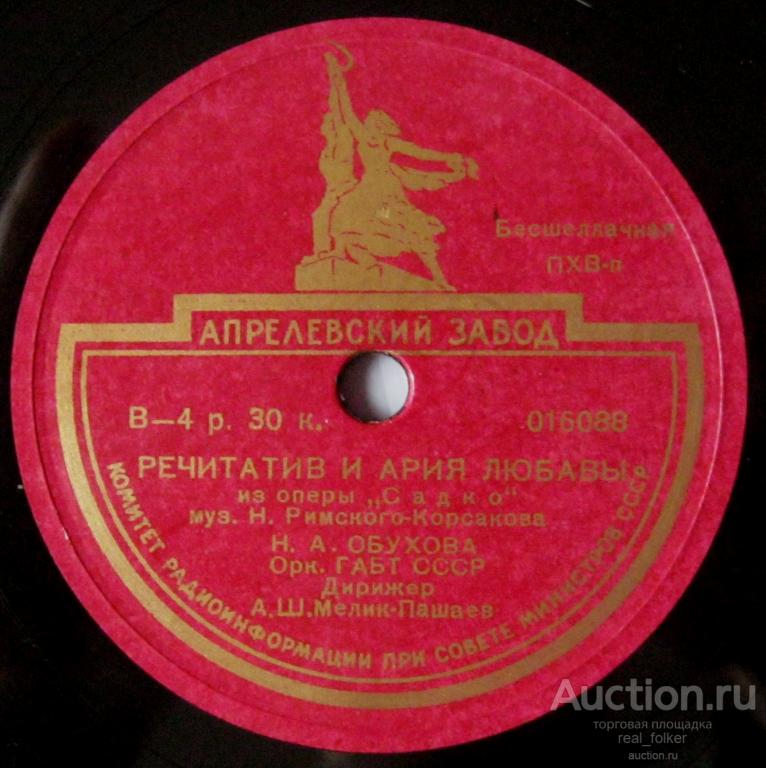 Бесшеллачная
ПХВ-п
АПРЕЛЕВСКИЙ ЗАВОД
В—4 р. 30 к. 016088
РЕЧИТАТИВ И АРИЯ ЛЮБАВЫ
из оперы „Садко"
муз. Н. Римского-Корсакова
Н. А. ОБУХОВА
Орк. ГАБТ СССР
Дирижер
А.Ш.Мелик-Пашаев
КОМИТЕТ РАДИОИНФОРМАЦИИ ПРИ СОВЕТЕ МИНИСТРОВ СССР
Auction.ru
торговая площадка
real_folker
auction.ru